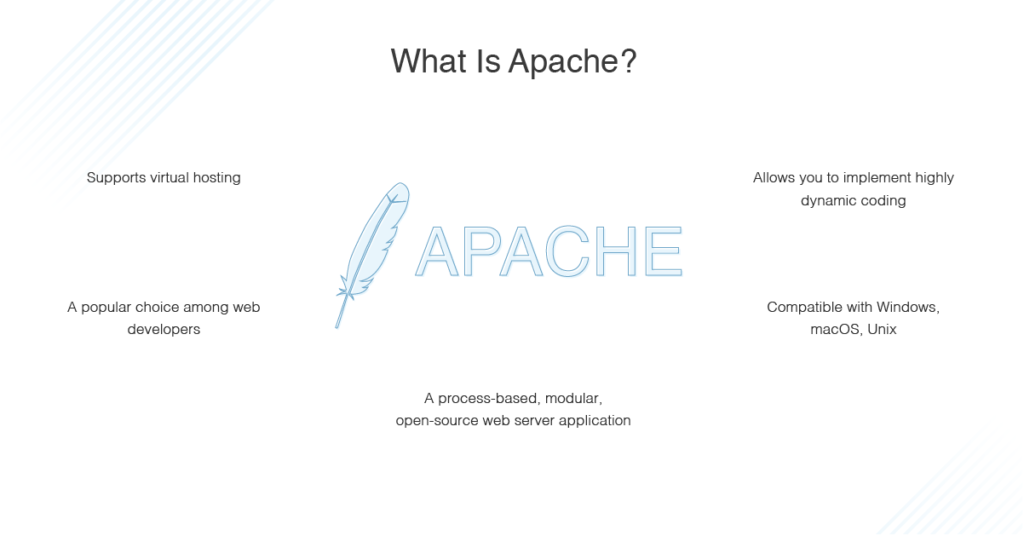 What Is Apache?
Supports virtual hosting
Allows you to implement highly
dynamic coding
APACHE
A popular choice among web
developers
Compatible with Windows,
macOS, Unix
A process-based, modular,
open-source web server application